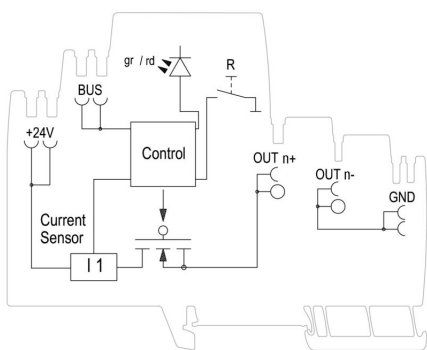 gr / rd
R
BUS
+24V
Control
OUT n+
OUT n-
GND
Current
Sensor
I 1